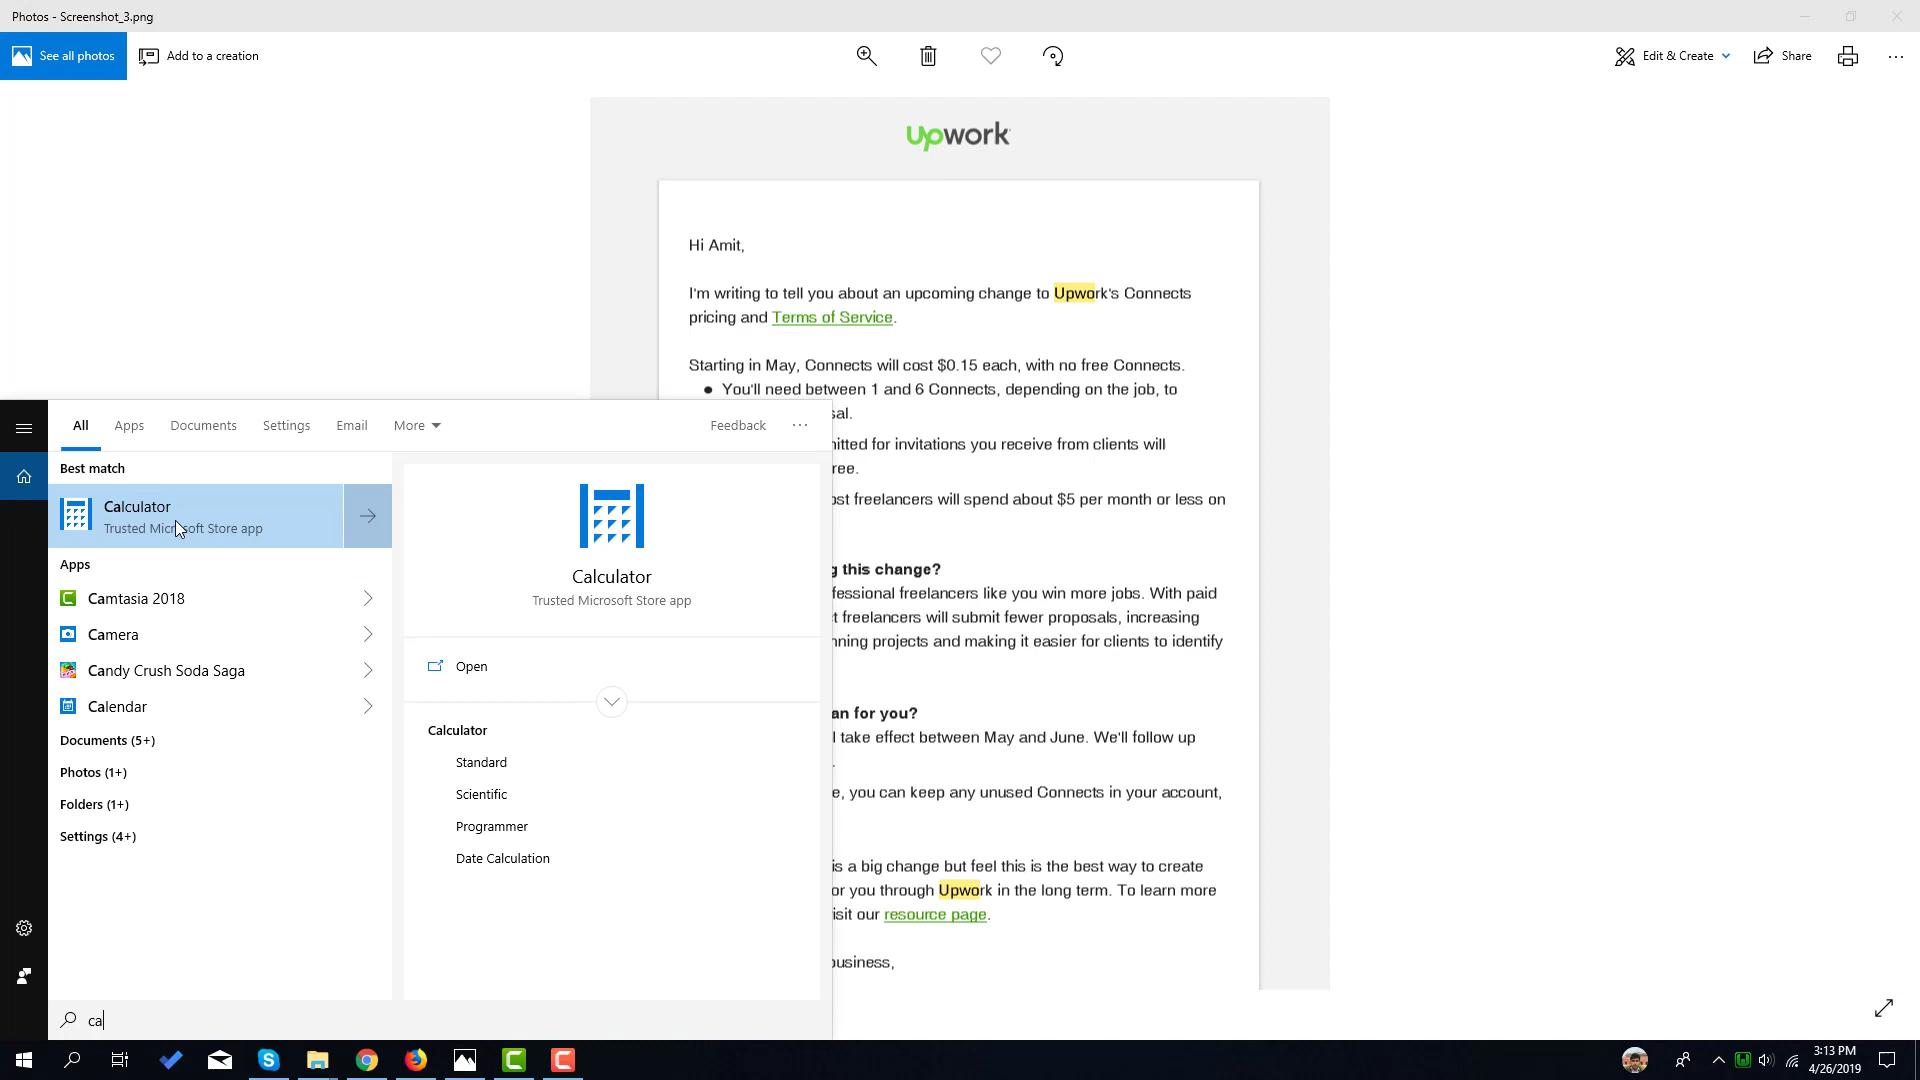 Photos - Screenshot_3.png
See all photos
Add to a creation
Edit & Create
Share
upwork
Hi Amit,
I'm writing to tell you about an upcoming change to Upwork's Connects
pricing and Terms of Service.
Starting in May, Connects will cost $0.15 each, with no free Connects.
● You'll need between 1 and 6 Connects, depending on the job, to
sal.
itted for invitations you receive from clients will
ree.
st freelancers will spend about $5 per month or less on
g this change?
fessional freelancers like you win more jobs. With paid
t freelancers will submit fewer proposals, increasing
nning projects and making it easier for clients to identify
an for you?
l take effect between May and June. We'll follow up
.
e, you can keep any unused Connects in your account,
is a big change but feel this is the best way to create
or you through Upwork in the long term. To learn more
isit our resource page.
business,
All
Apps
Documents
Settings
Email
More
Feedback
...
Best match
Calculator
Trusted Microsoft Store app
Apps
Camtasia 2018
Camera
Candy Crush Soda Saga
Calendar
Documents (5+)
Photos (1+)
Folders (1+)
Settings (4+)
Calculator
Trusted Microsoft Store app
Open
Calculator
Standard
Scientific
Programmer
Date Calculation
ca
3:13 PM
4/26/2019